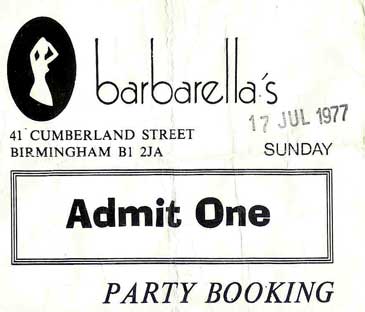 barbarella's
41 CUMBERLAND STREET
BIRMINGHAM B1 2JA
17 JUL 1977
SUNDAY
Admit One
PARTY BOOKING